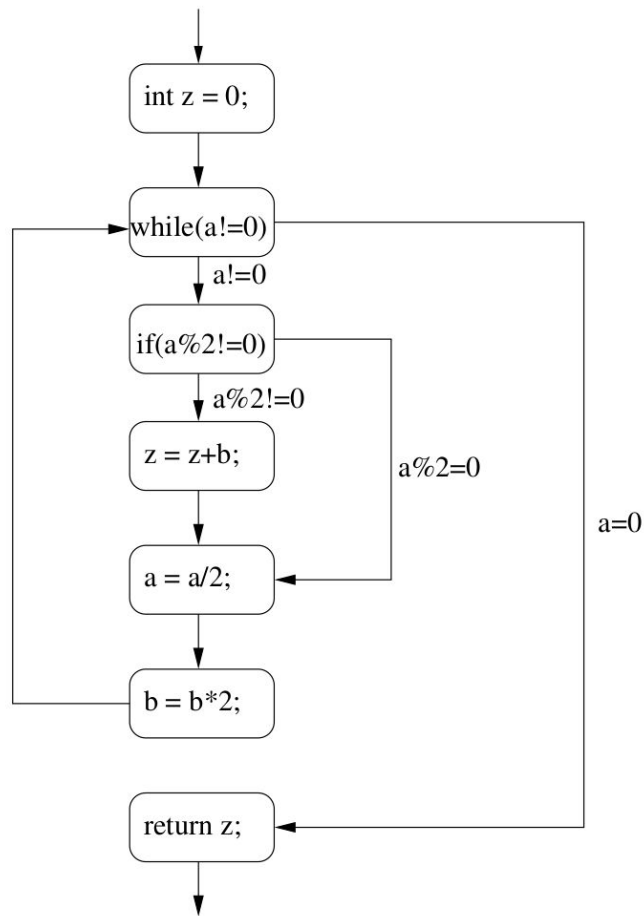 int z = 0;
while(a!=0)
a!=0
if(a%2!=0)
a%2!=0
z = z+b;
a%2=0
a=0
a = a/2;
b = b*2;
return z;